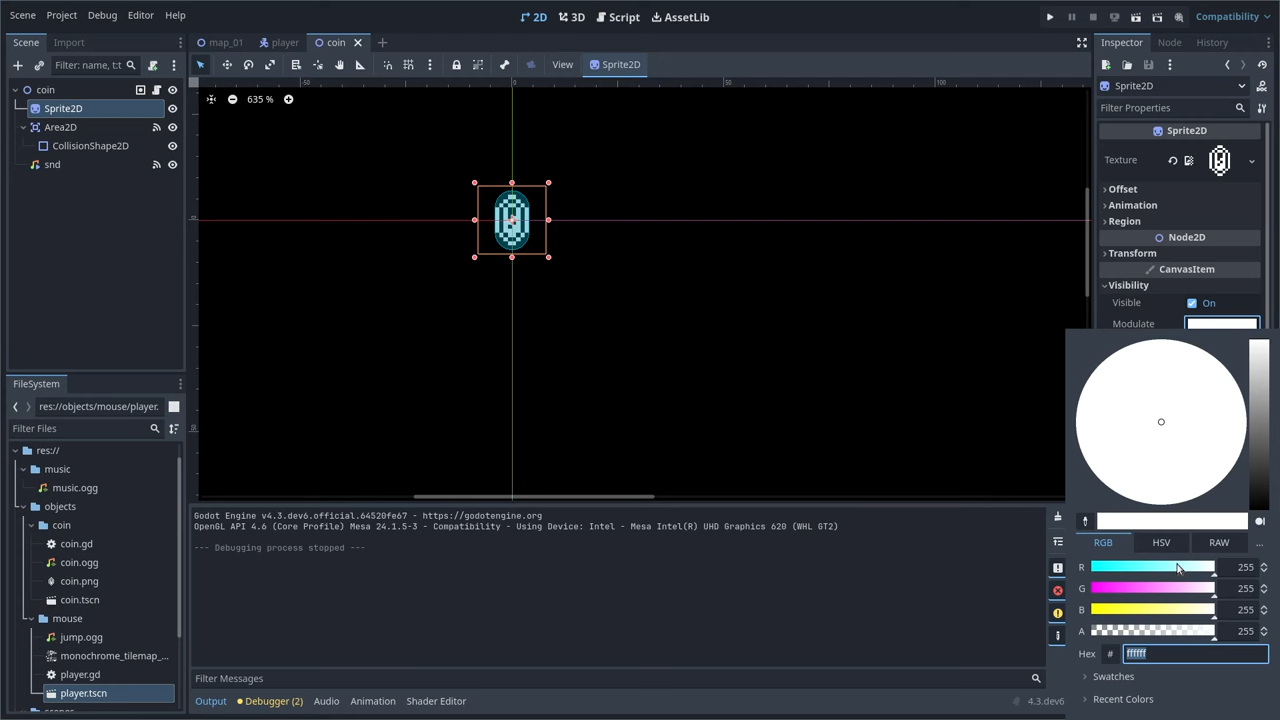 Scene Project Debug Editor Help
2D 3D Script AssetLib
Compatibility
Scene Import
map_01 player coin
Inspector Node History
Filter: name, t:t
View Sprite2D
coin
Sprite2D
Area2D
CollisionShape2D
snd
-50 0 50 100
635 %
Sprite2D
Filter Properties
Sprite2D
Texture
Offset
Animation
Region
Node2D
Transform
CanvasItem
Visibility
Visible On
Modulate
RGB HSV RAW ...
R 255
G 255
B 255
A 255
Hex # ffffff
Swatches
Recent Colors
FileSystem
res://objects/mouse/player.
Filter Files
res://
music
music.ogg
objects
coin
coin.gd
coin.ogg
coin.png
coin.tscn
mouse
jump.ogg
monochrome_tilemap_...
player.gd
player.tscn
Godot Engine v4.3.dev6.official.64520fe67 - https://godotengine.org
OpenGL API 4.6 (Core Profile) Mesa 24.1.5-3 - Compatibility - Using Device: Intel - Mesa Intel(R) UHD Graphics 620 (WHL GT2)
--- Debugging process stopped ---
Filter Messages
Output Debugger (2) Audio Animation Shader Editor
4.3.dev6